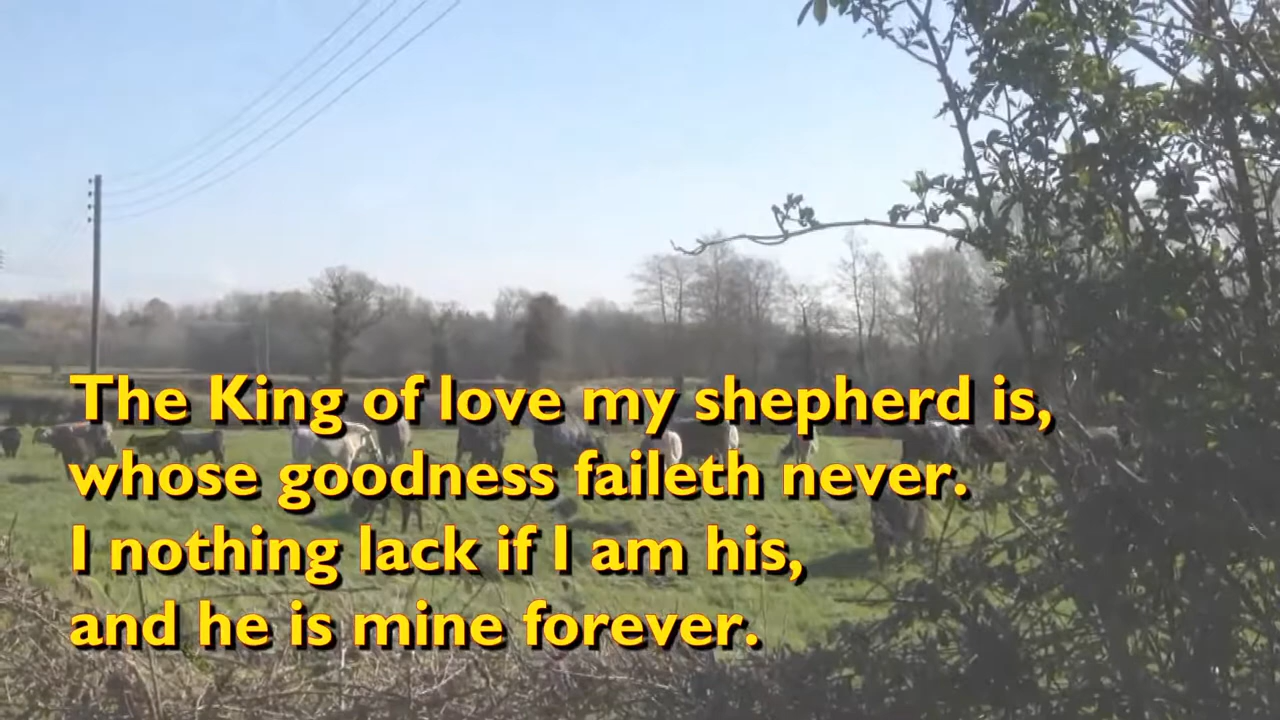 The King of love my shepherd is,
whose goodness faileth never.
I nothing lack if I am his,
and he is mine forever.